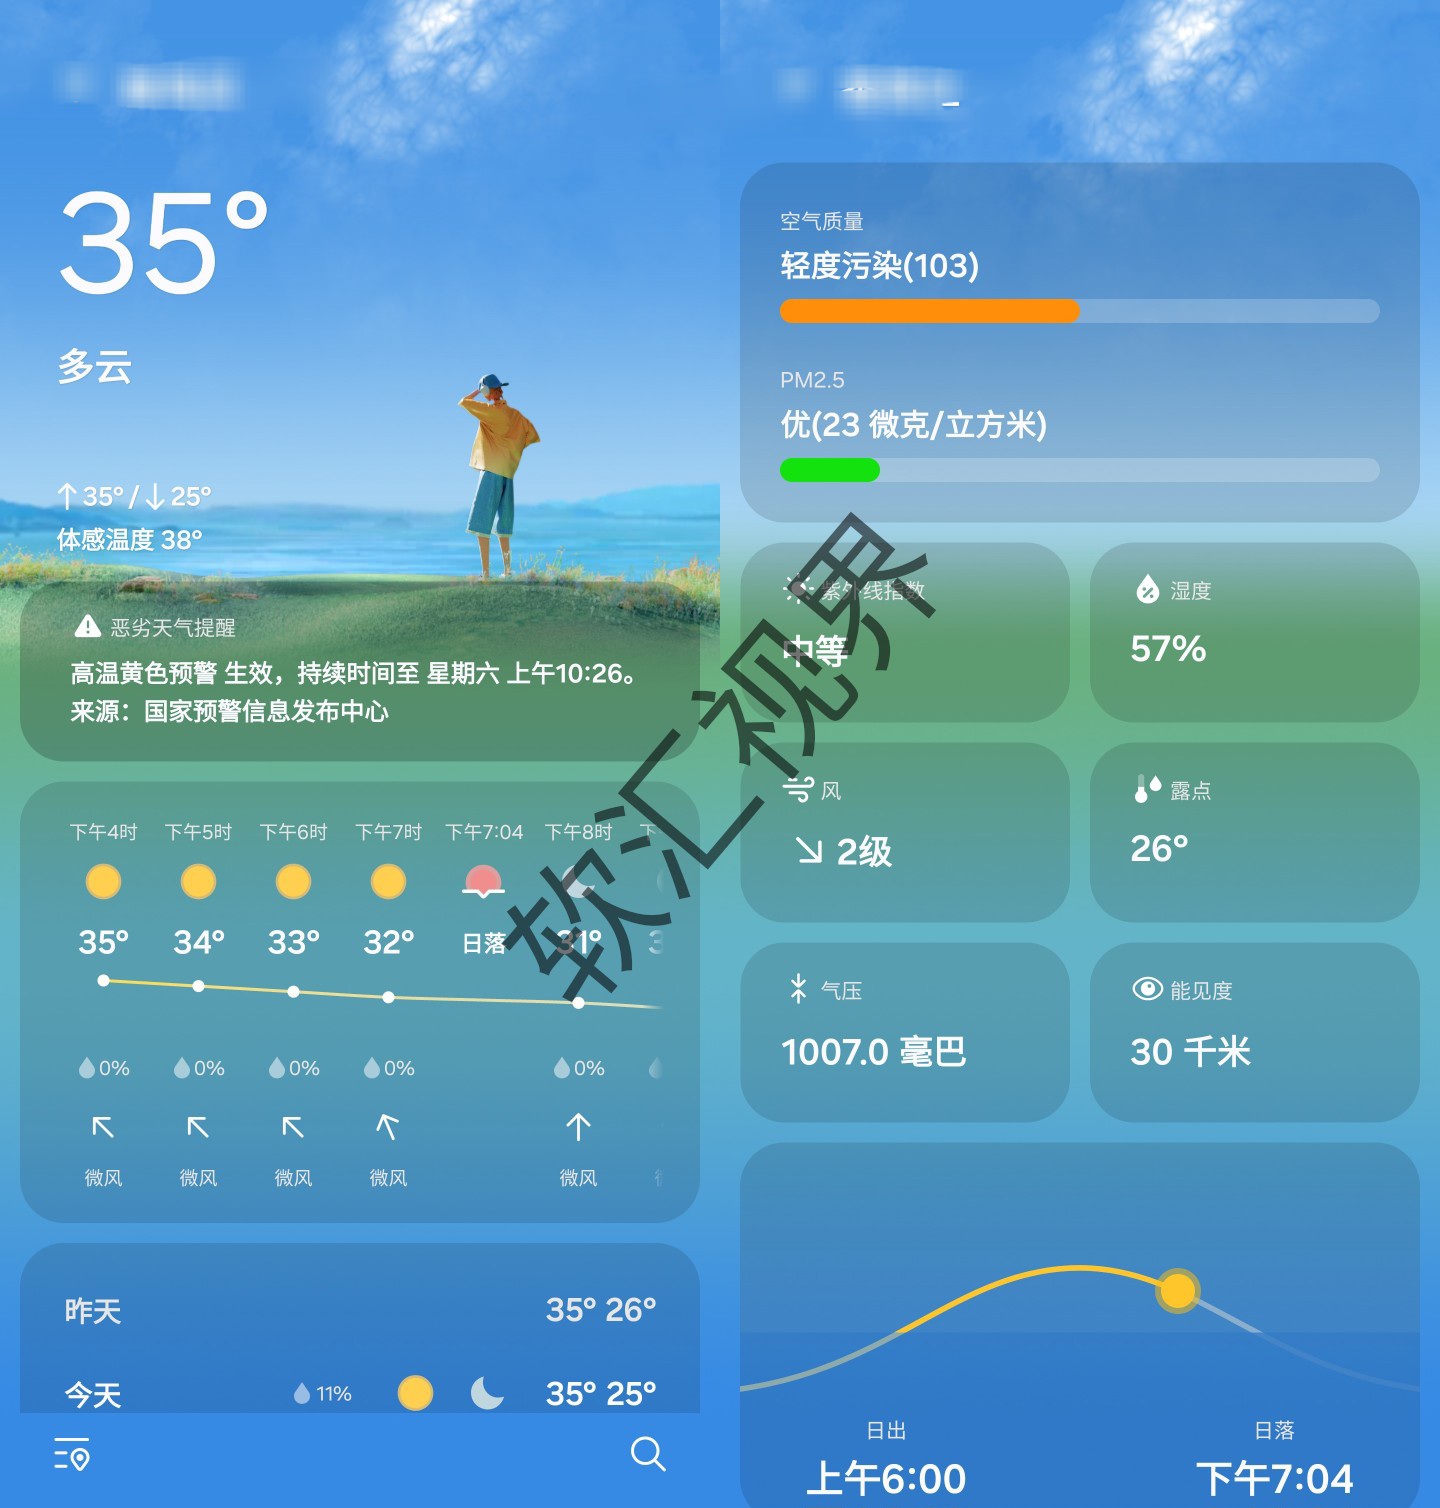 35°
多云
↑35°/↓25°
体感温度 38°
恶劣天气提醒
高温黄色预警 生效，持续时间至 星期六 上午10:26。
来源：国家预警信息发布中心
下午4时 下午5时 下午6时 下午7时 下午7:04 下午8时
35° 34° 33° 32° 日落 31°
0% 0% 0% 0% 0%
微风 微风 微风 微风 微风
昨天 35° 26°
今天 11% 35° 25°
空气质量
轻度污染(103)
PM2.5
优(23 微克/立方米)
紫外线指数
中等
湿度
57%
风
2级
露点
26°
气压
1007.0 毫巴
能见度
30 千米
日出 日落
上午6:00 下午7:04
软汇视界